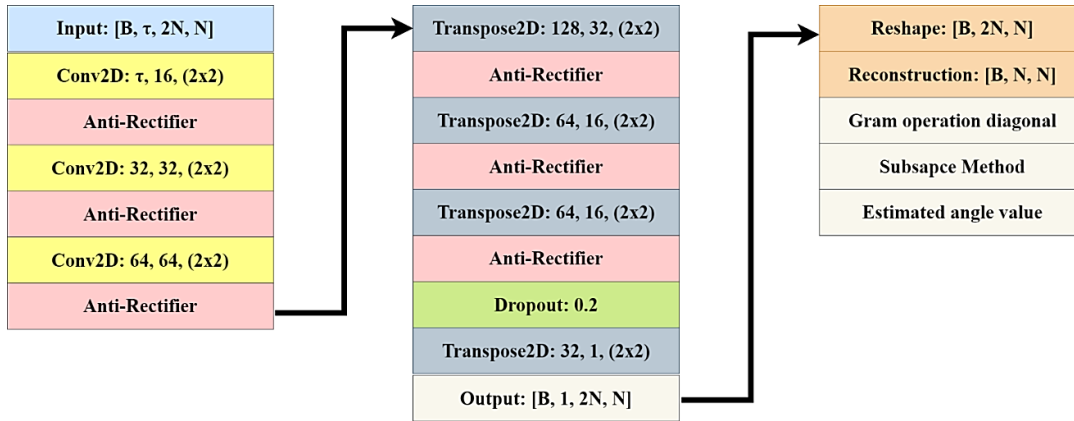 Input: [B, τ, 2N, N]
Conv2D: τ, 16, (2x2)
Anti-Rectifier
Conv2D: 32, 32, (2x2)
Anti-Rectifier
Conv2D: 64, 64, (2x2)
Anti-Rectifier
Transpose2D: 128, 32, (2x2)
Anti-Rectifier
Transpose2D: 64, 16, (2x2)
Anti-Rectifier
Transpose2D: 64, 16, (2x2)
Anti-Rectifier
Dropout: 0.2
Transpose2D: 32, 1, (2x2)
Output: [B, 1, 2N, N]
Reshape: [B, 2N, N]
Reconstruction: [B, N, N]
Gram operation diagonal
Subsapce Method
Estimated angle value